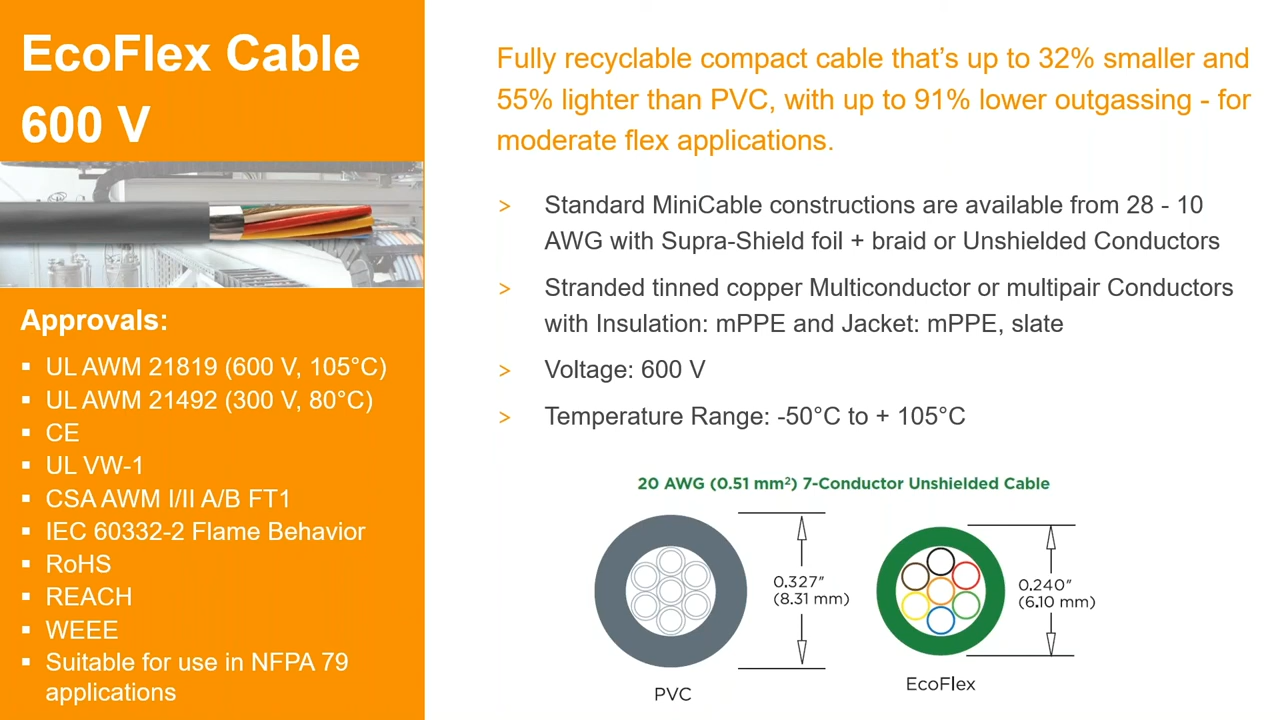 EcoFlex Cable
600 V
Approvals:
▪ UL AWM 21819 (600 V, 105°C)
▪ UL AWM 21492 (300 V, 80°C)
▪ CE
▪ UL VW-1
▪ CSA AWM I/II A/B FT1
▪ IEC 60332-2 Flame Behavior
▪ RoHS
▪ REACH
▪ WEEE
▪ Suitable for use in NFPA 79
applications
Fully recyclable compact cable that’s up to 32% smaller and
55% lighter than PVC, with up to 91% lower outgassing - for
moderate flex applications.
> Standard MiniCable constructions are available from 28 - 10
AWG with Supra-Shield foil + braid or Unshielded Conductors
> Stranded tinned copper Multiconductor or multipair Conductors
with Insulation: mPPE and Jacket: mPPE, slate
> Voltage: 600 V
> Temperature Range: -50°C to + 105°C
20 AWG (0.51 mm²) 7-Conductor Unshielded Cable
0.327″
(8.31 mm)
PVC
0.240″
(6.10 mm)
EcoFlex